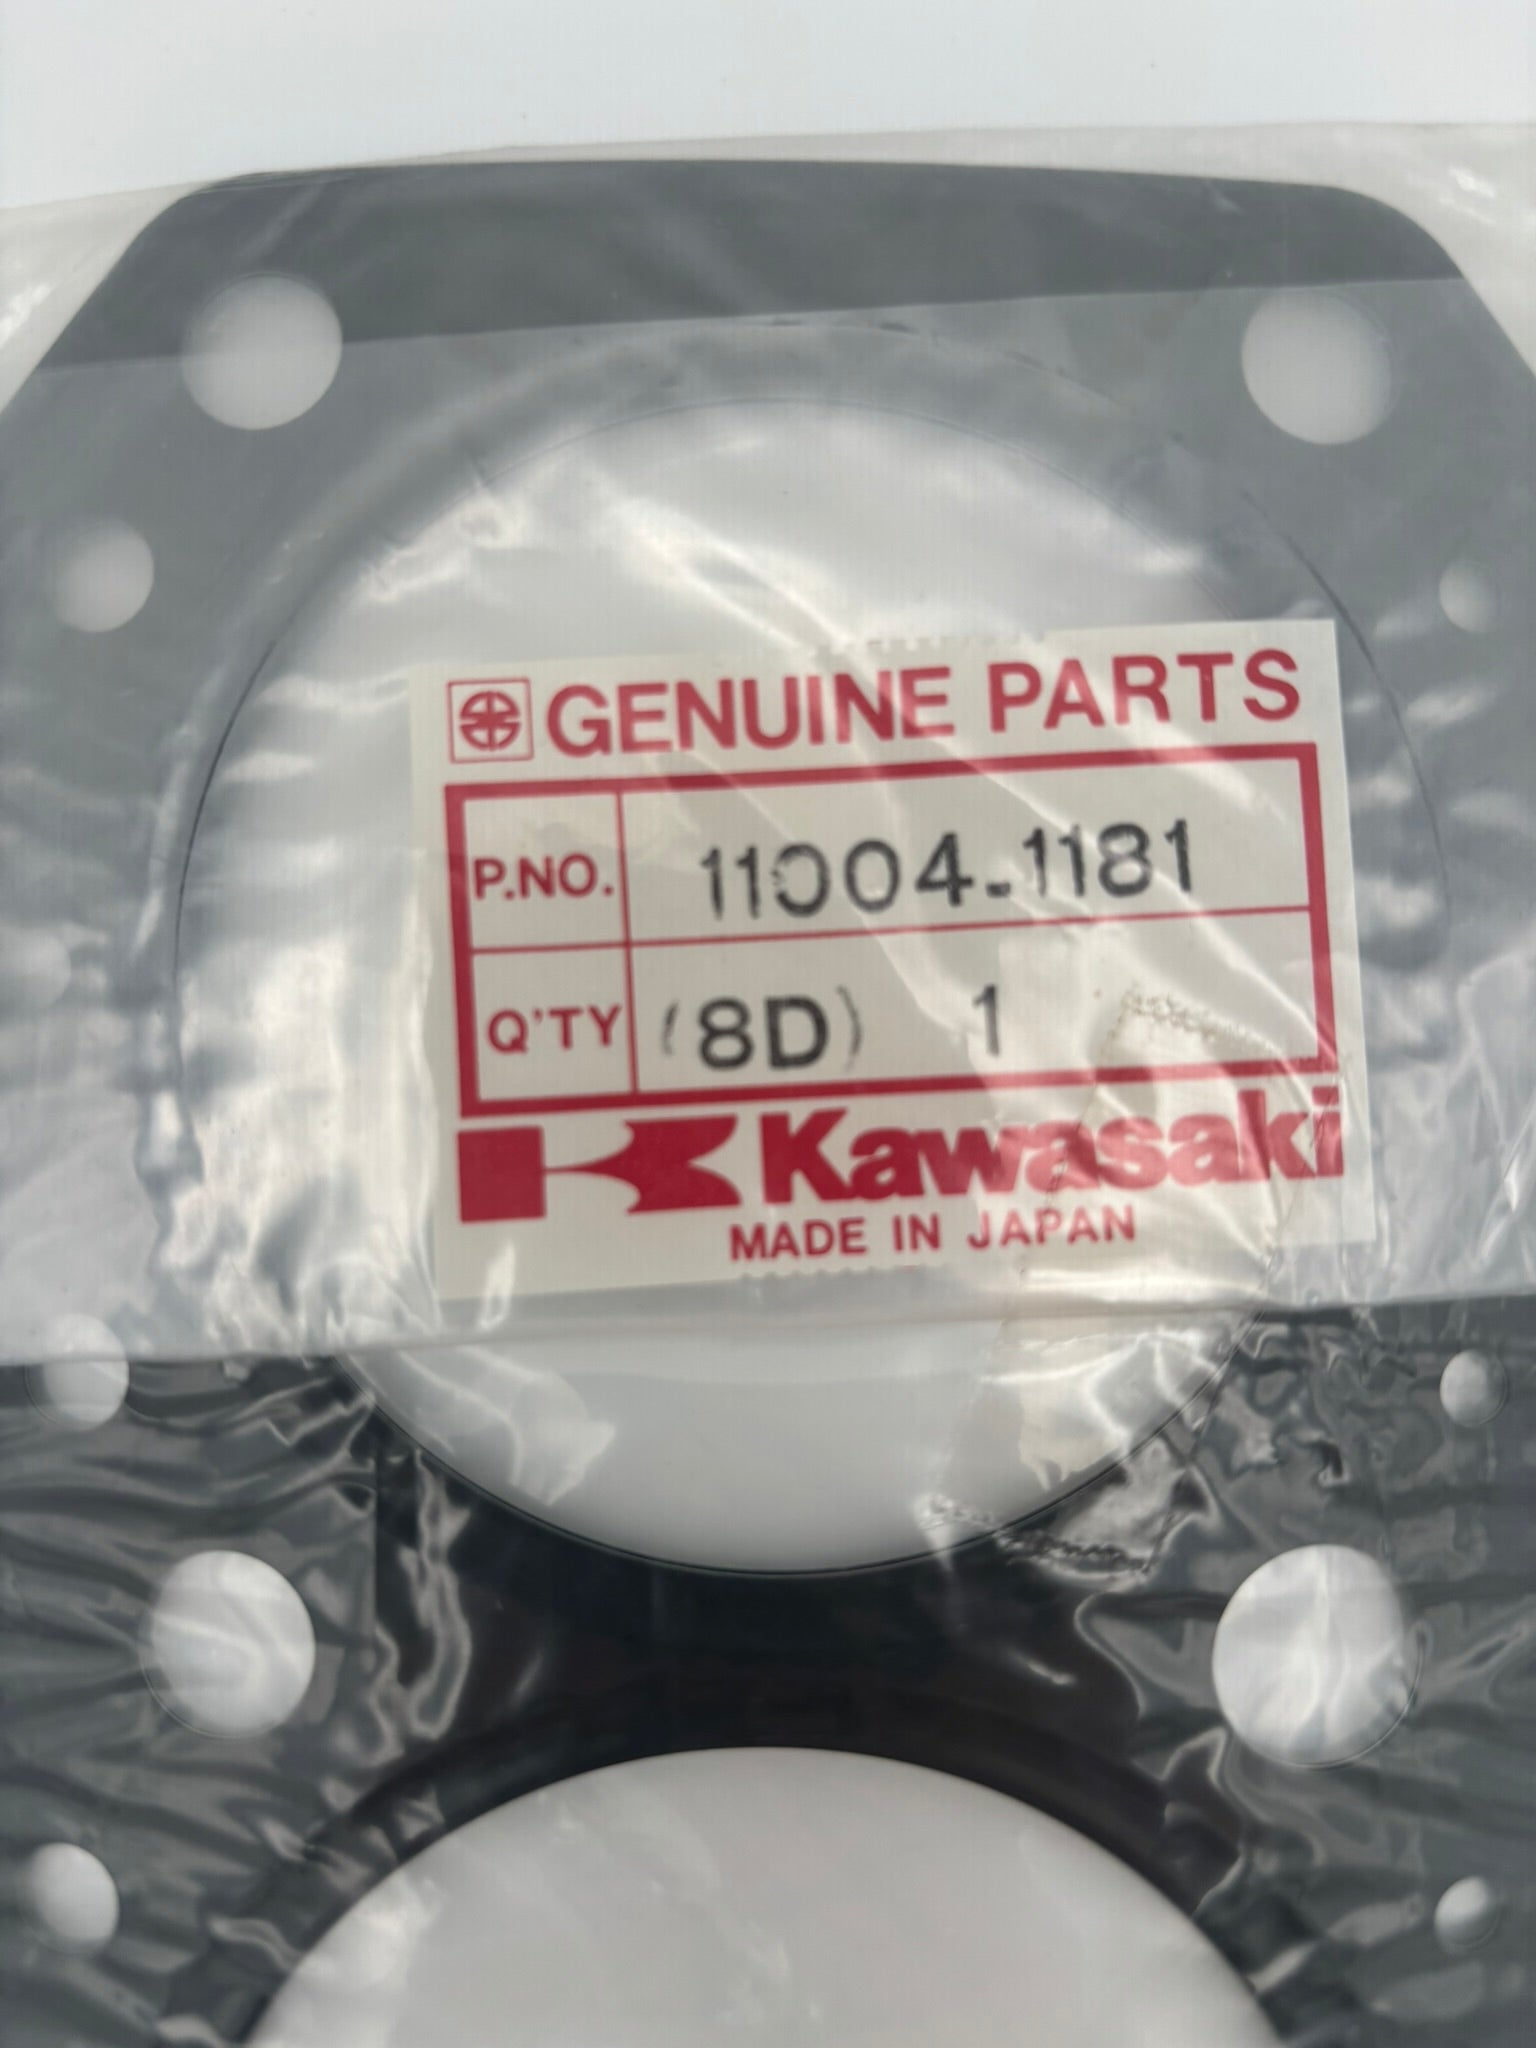 GENUINE PARTS
P.NO. 11004-1181
Q'TY (8D) 1
Kawasaki
MADE IN JAPAN